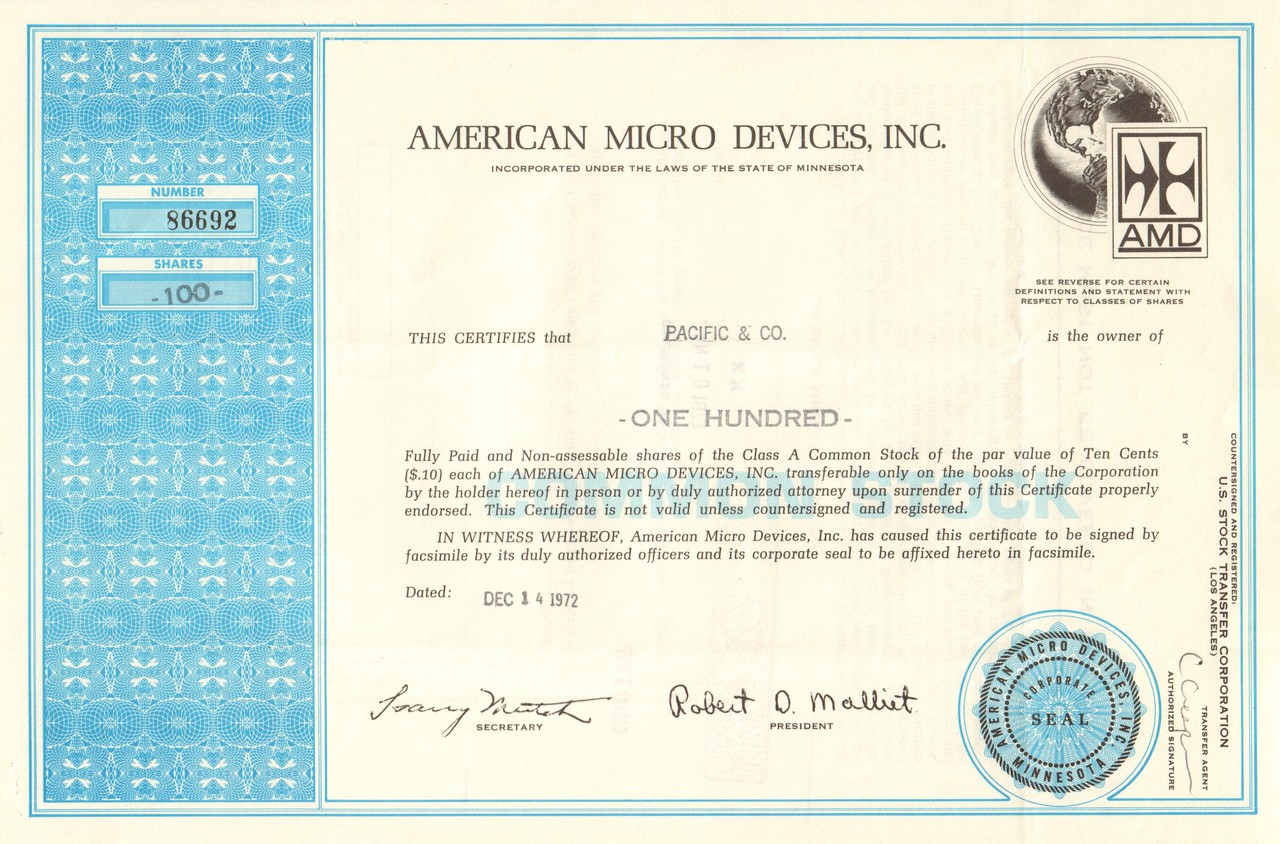 AMERICAN MICRO DEVICES, INC.
INCORPORATED UNDER THE LAWS OF THE STATE OF MINNESOTA
NUMBER
86692
SHARES
-100-
AMD
SEE REVERSE FOR CERTAIN
DEFINITIONS AND STATEMENT WITH
RESPECT TO CLASSES OF SHARES
THIS CERTIFIES that PACIFIC & CO. is the owner of
-ONE HUNDRED-
COMMON STOCK
Fully Paid and Non-assessable shares of the Class A Common Stock of the par value of Ten Cents
($.10) each of AMERICAN MICRO DEVICES, INC. transferable only on the books of the Corporation
by the holder hereof in person or by duly authorized attorney upon surrender of this Certificate properly
endorsed. This Certificate is not valid unless countersigned and registered.
IN WITNESS WHEREOF, American Micro Devices, Inc. has caused this certificate to be signed by
facsimile by its duly authorized officers and its corporate seal to be affixed hereto in facsimile.
Dated: DEC 14 1972
SECRETARY
Robert D. Malliet
PRESIDENT
AMERICAN MICRO DEVICES, INC.
CORPORATE
SEAL
MINNESOTA
COUNTERSIGNED AND REGISTERED:
U.S. STOCK TRANSFER CORPORATION
(LOS ANGELES)
TRANSFER AGENT
BY
AUTHORIZED SIGNATURE